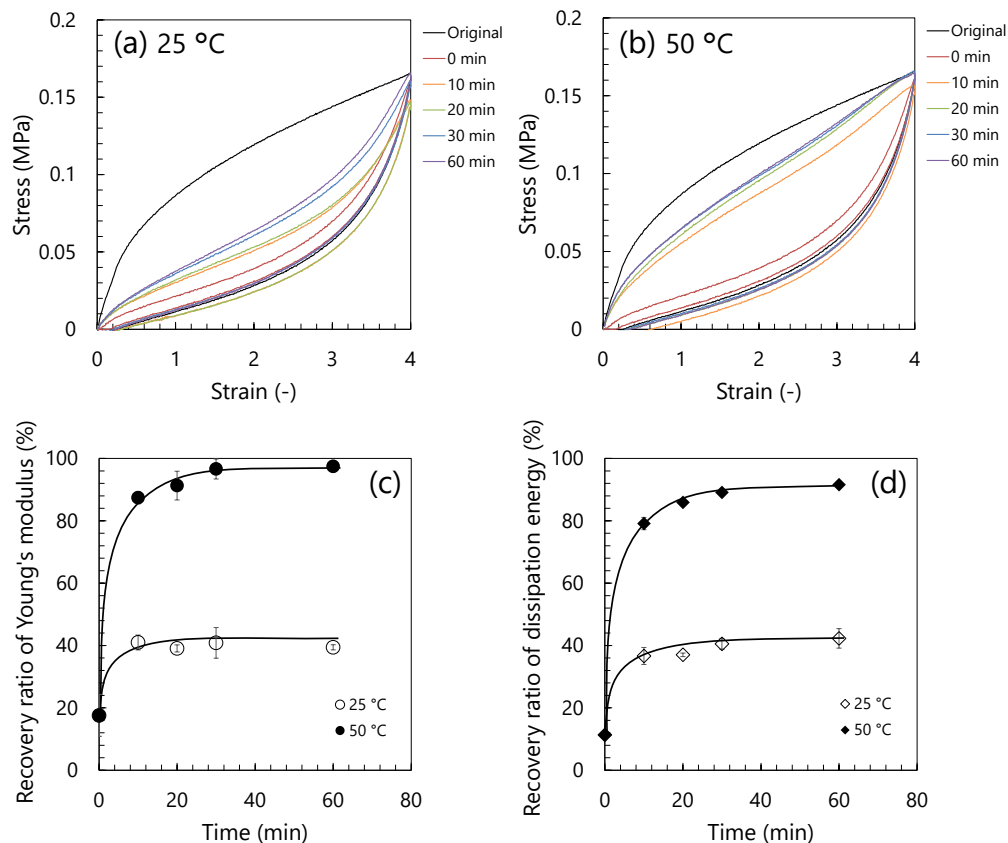 (a) 25 °C
Stress (MPa)
0.2
0.15
0.1
0.05
0
0 1 2 3 4
Strain (-)
Original
0 min
10 min
20 min
30 min
60 min
(b) 50 °C
Stress (MPa)
0.2
0.15
0.1
0.05
0
0 1 2 3 4
Strain (-)
Original
0 min
10 min
20 min
30 min
60 min
(c)
Recovery ratio of Young's modulus (%)
100
80
60
40
20
0
0 20 40 60 80
Time (min)
25 °C
50 °C
(d)
Recovery ratio of dissipation energy (%)
100
80
60
40
20
0
0 20 40 60 80
Time (min)
25 °C
50 °C